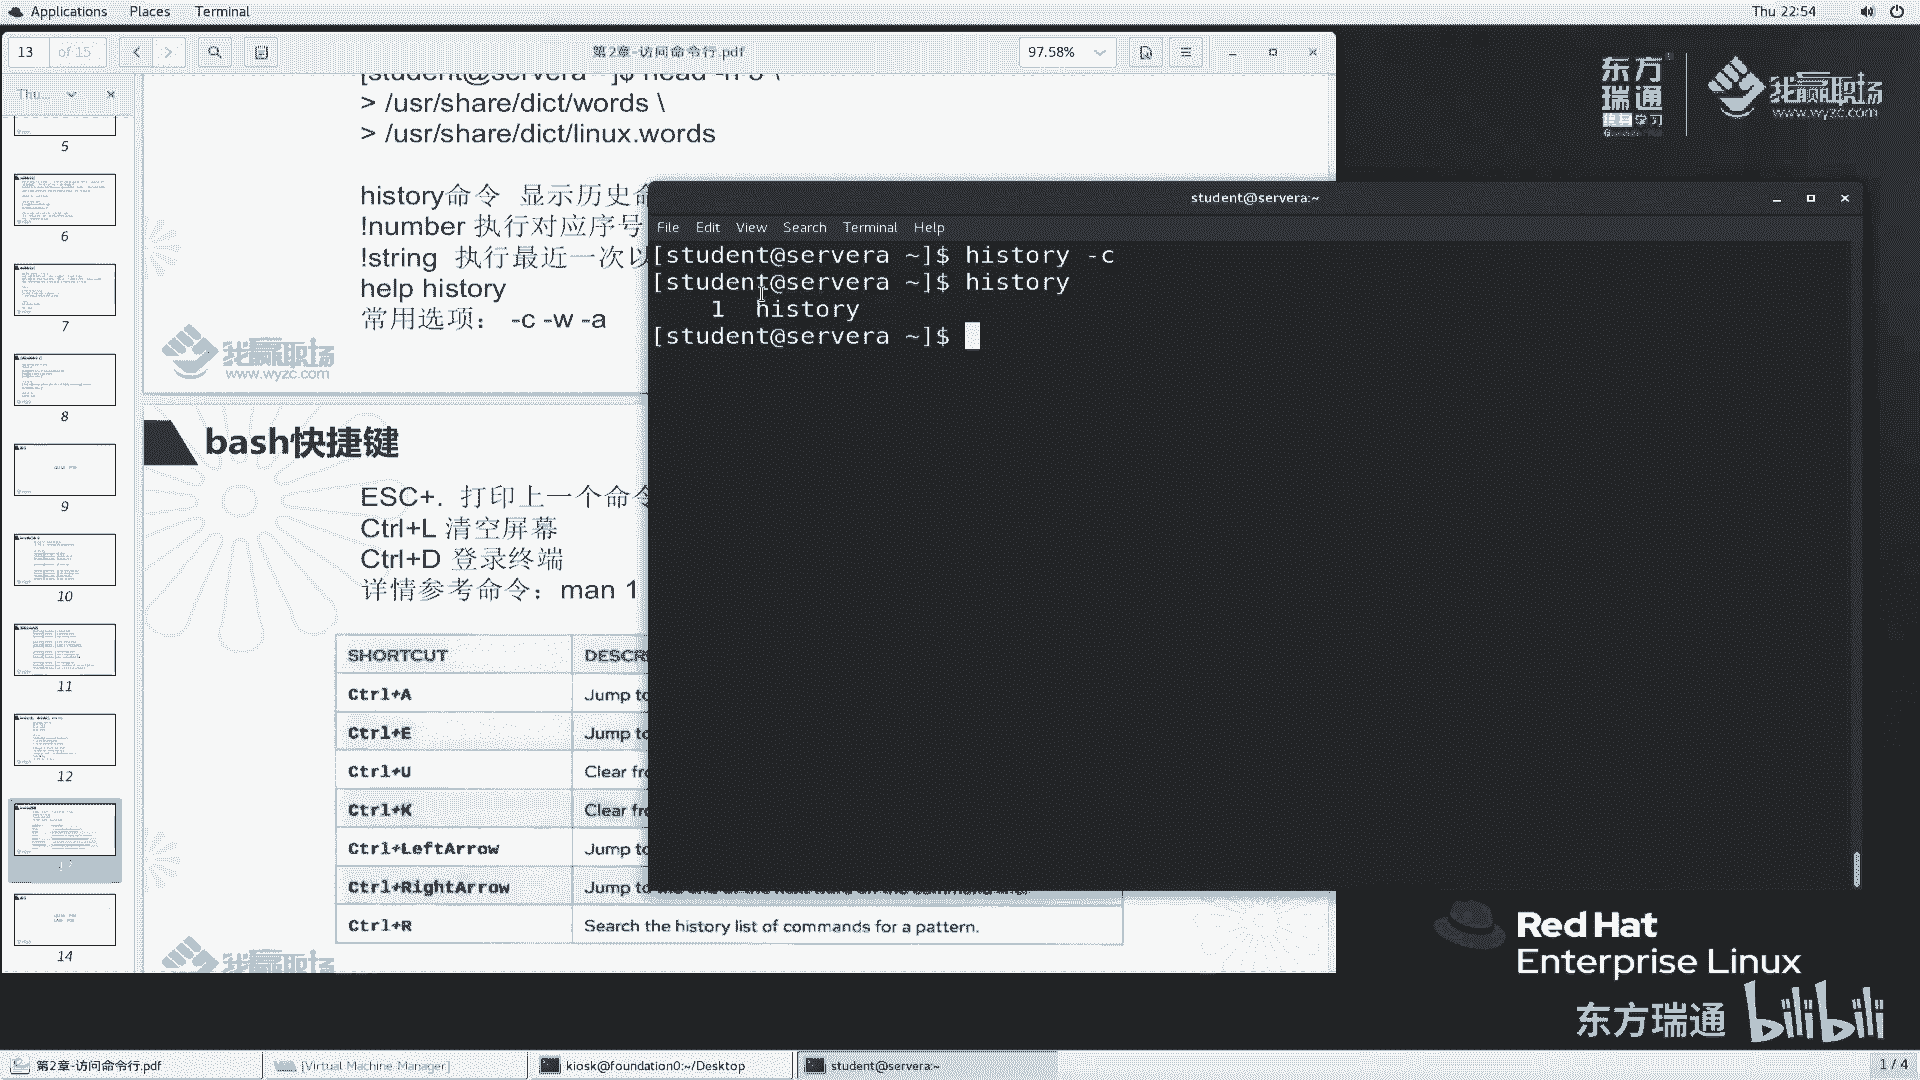 Applications Places Terminal
Thu 22:54
13 of 15
第2章-访问命令行.pdf
97.58%
Thu...
5
6
7
8
9
10
11
12
14
> /usr/share/dict/words \
> /usr/share/dict/linux.words
history命令 显示历史
!number 执行对应序号
!string 执行最近一次以
help history
常用选项： -c -w -a
我赢职场
www.wyzc.com
bash快捷键
ESC+. 打印上一个命令
Ctrl+L 清空屏幕
Ctrl+D 登录终端
详情参考命令：man 1
SHORTCUT DESCR
Ctrl+A Jump to
Ctrl+E Jump to
Ctrl+U Clear fr
Ctrl+K Clear fr
Ctrl+LeftArrow Jump to
Ctrl+RightArrow Jump to
Ctrl+R Search the history list of commands for a pattern.
我赢职场
student@servera:~
File Edit View Search Terminal Help
[student@servera ~]$ history -c
[student@servera ~]$ history
1 history
[student@servera ~]$
东方
瑞通
学习
我赢职场
www.wyzc.com
Red Hat
Enterprise Linux
东方瑞通 bilibili
第2章-访问命令行.pdf
[Virtual Machine Manager]
kiosk@foundation0:~/Desktop
student@servera:~
1 / 4